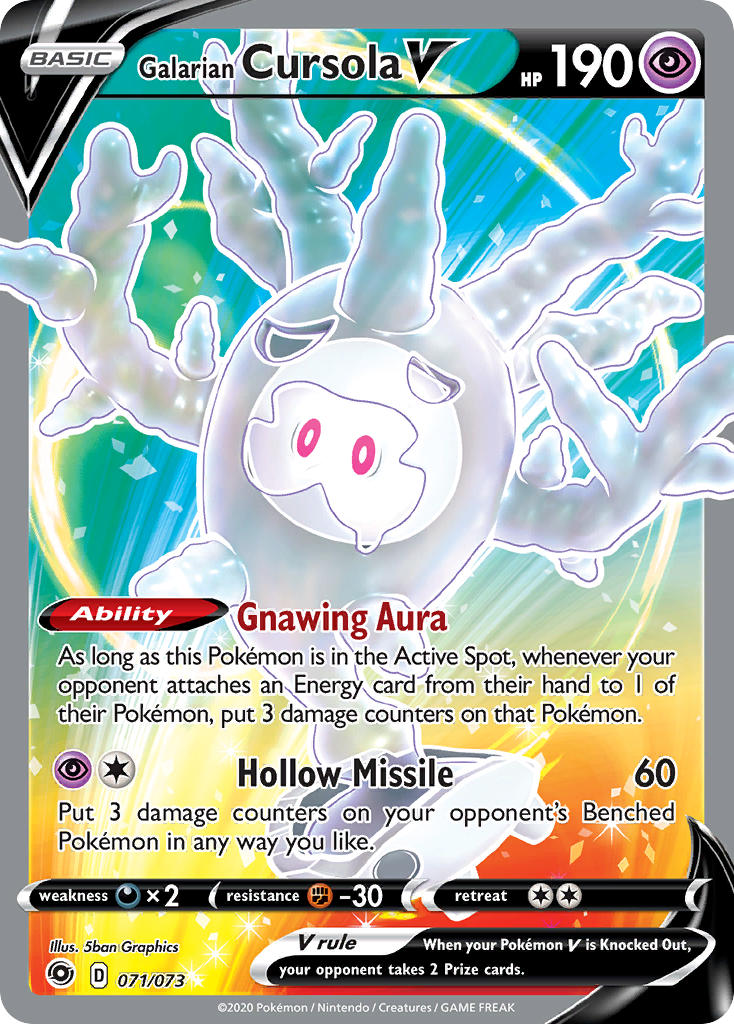 BASIC
Galarian Cursola V HP 190
Ability Gnawing Aura
As long as this Pokémon is in the Active Spot, whenever your
opponent attaches an Energy card from their hand to 1 of
their Pokémon, put 3 damage counters on that Pokémon.
Hollow Missile 60
Put 3 damage counters on your opponent's Benched
Pokémon in any way you like.
weakness ×2 resistance -30 retreat
Illus. 5ban Graphics
V rule When your Pokémon V is Knocked Out,
your opponent takes 2 Prize cards.
D 071/073
©2020 Pokémon / Nintendo / Creatures / GAME FREAK